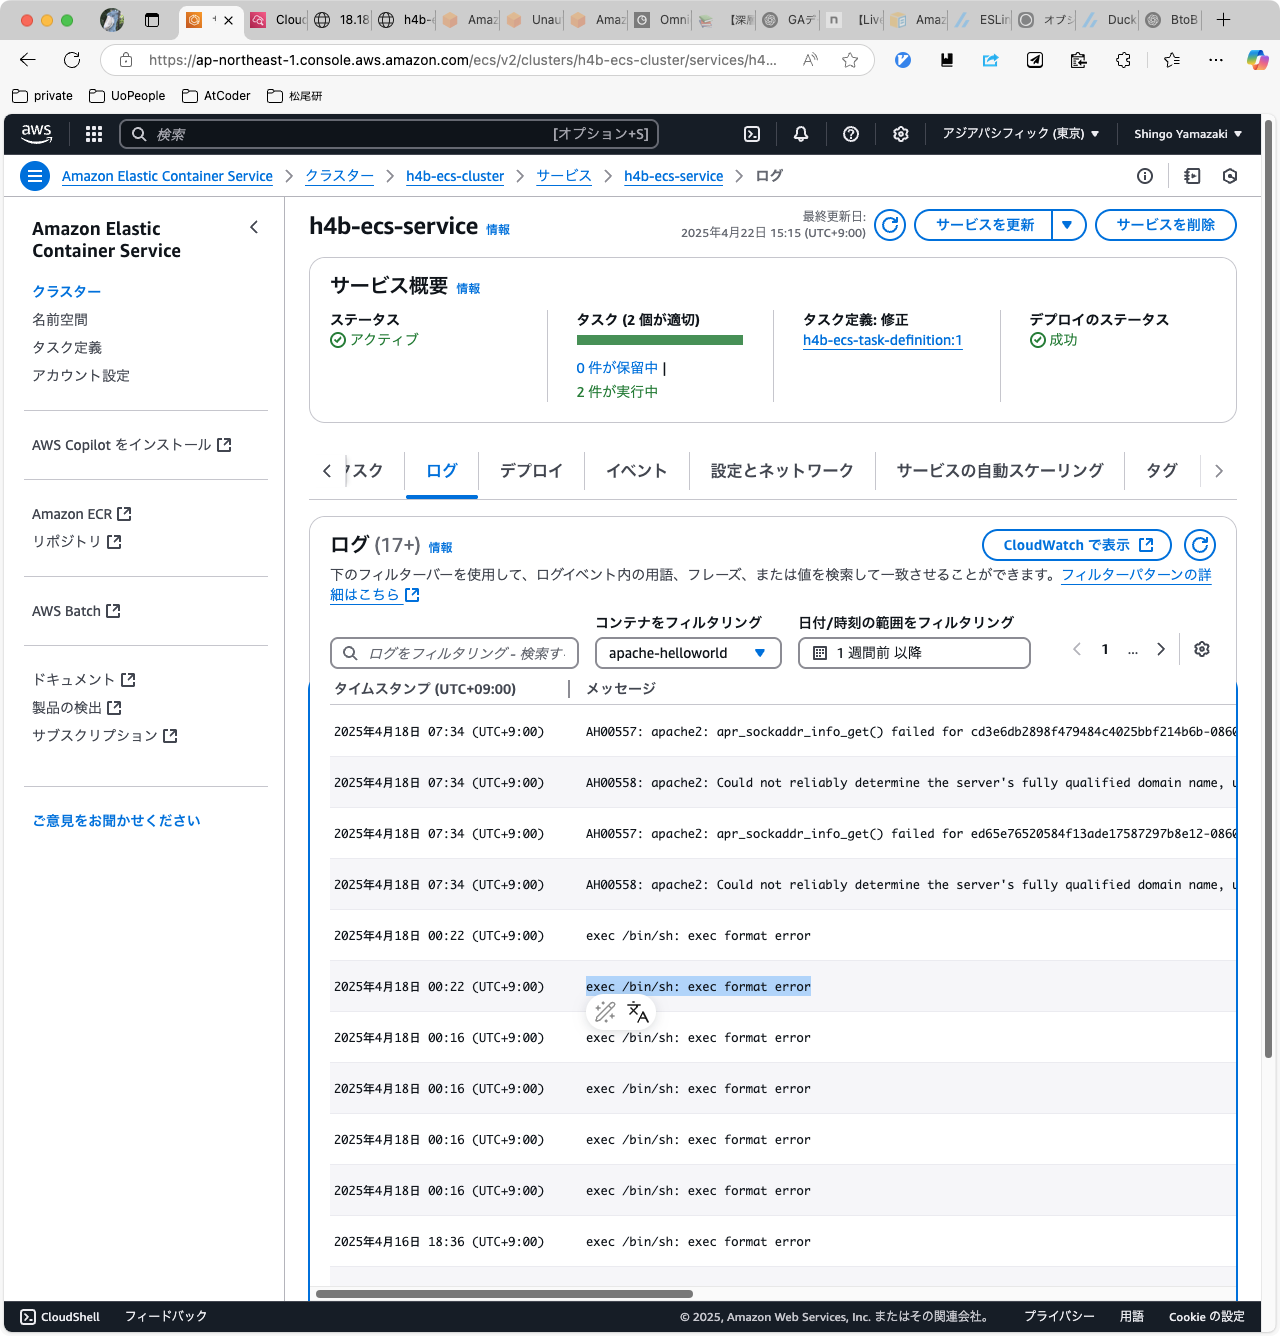 Clou
18.18
h4b-e
Amaz
Unau
Amaz
Omni
【深層
GAデ
【Live
Amaz
ESLin
オプシ
Duck
BtoB
https://ap-northeast-1.console.aws.amazon.com/ecs/v2/clusters/h4b-ecs-cluster/services/h4...
private
UoPeople
AtCoder
松尾研
aws
検索
[オプション+S]
アジアパシフィック (東京)
Shingo Yamazaki
Amazon Elastic Container Service
クラスター
h4b-ecs-cluster
サービス
h4b-ecs-service
ログ
Amazon Elastic
Container Service
クラスター
名前空間
タスク定義
アカウント設定
AWS Copilot をインストール
Amazon ECR
リポジトリ
AWS Batch
ドキュメント
製品の検出
サブスクリプション
ご意見をお聞かせください
h4b-ecs-service 情報
最終更新日:
2025年4月22日 15:15 (UTC+9:00)
サービスを更新
サービスを削除
サービス概要 情報
ステータス
アクティブ
タスク (2 個が適切)
0 件が保留中 |
2 件が実行中
タスク定義: 修正
h4b-ecs-task-definition:1
デプロイのステータス
成功
スク
ログ
デプロイ
イベント
設定とネットワーク
サービスの自動スケーリング
タグ
ログ (17+) 情報
CloudWatch で表示
下のフィルターバーを使用して、ログイベント内の用語、フレーズ、または値を検索して一致させることができます。フィルターパターンの詳
細はこちら
コンテナをフィルタリング
日付/時刻の範囲をフィルタリング
ログをフィルタリング - 検索す
apache-helloworld
1 週間前 以降
1
...
タイムスタンプ (UTC+09:00)
メッセージ
2025年4月18日 07:34 (UTC+9:00) AH00557: apache2: apr_sockaddr_info_get() failed for cd3e6db2898f479484c4025bbf214b6b-0860
2025年4月18日 07:34 (UTC+9:00) AH00558: apache2: Could not reliably determine the server's fully qualified domain name, u
2025年4月18日 07:34 (UTC+9:00) AH00557: apache2: apr_sockaddr_info_get() failed for ed65e76520584f13ade17587297b8e12-0860
2025年4月18日 07:34 (UTC+9:00) AH00558: apache2: Could not reliably determine the server's fully qualified domain name, u
2025年4月18日 00:22 (UTC+9:00) exec /bin/sh: exec format error
2025年4月18日 00:22 (UTC+9:00) exec /bin/sh: exec format error
2025年4月18日 00:16 (UTC+9:00) exec /bin/sh: exec format error
2025年4月18日 00:16 (UTC+9:00) exec /bin/sh: exec format error
2025年4月18日 00:16 (UTC+9:00) exec /bin/sh: exec format error
2025年4月18日 00:16 (UTC+9:00) exec /bin/sh: exec format error
2025年4月16日 18:36 (UTC+9:00) exec /bin/sh: exec format error
CloudShell
フィードバック
© 2025, Amazon Web Services, Inc. またはその関連会社。
プライバシー
用語
Cookie の設定